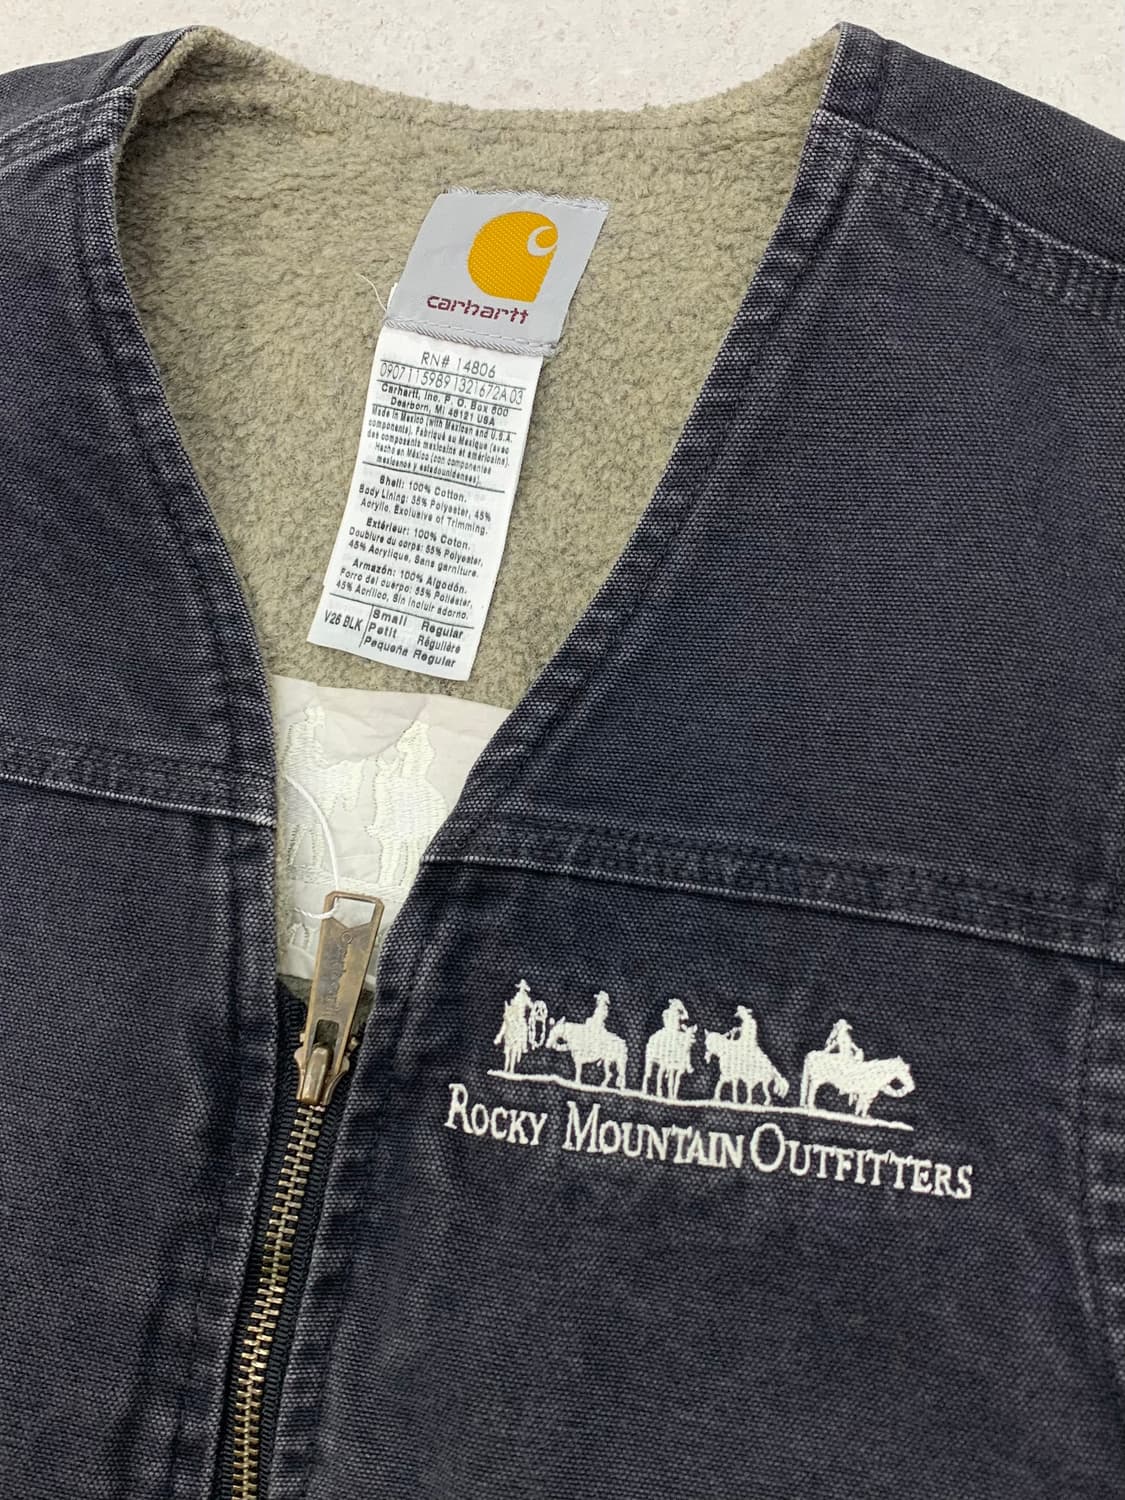 carhartt
RN# 14806
0907115989132167 2A 03
Carhartt, Inc. P. O. Box 600
Dearborn, MI 48121 USA
Made in Mexico (with Mexican and U.S.A.
components). Fabriqué au Mexique (avec
des composants mexicains et américains).
Hecho en México (con componentes
mexicanos y estadounidenses).
Shell: 100% Cotton.
Body Lining: 55% Polyester, 45%
Acrylic. Exclusive of Trimming.
Extérieur: 100% Coton.
Doublure du corps: 55% Polyester,
45% Acrylique, Sans garniture.
Armazón: 100% Algodón.
Forro del cuerpo: 55% Poliéster,
45% Acrílico, Sin incluir adorno.
V26 BLK
Small Regular
Petit Régulière
Pequeña Regular
Carhartt
ROCKY MOUNTAIN OUTFITTERS